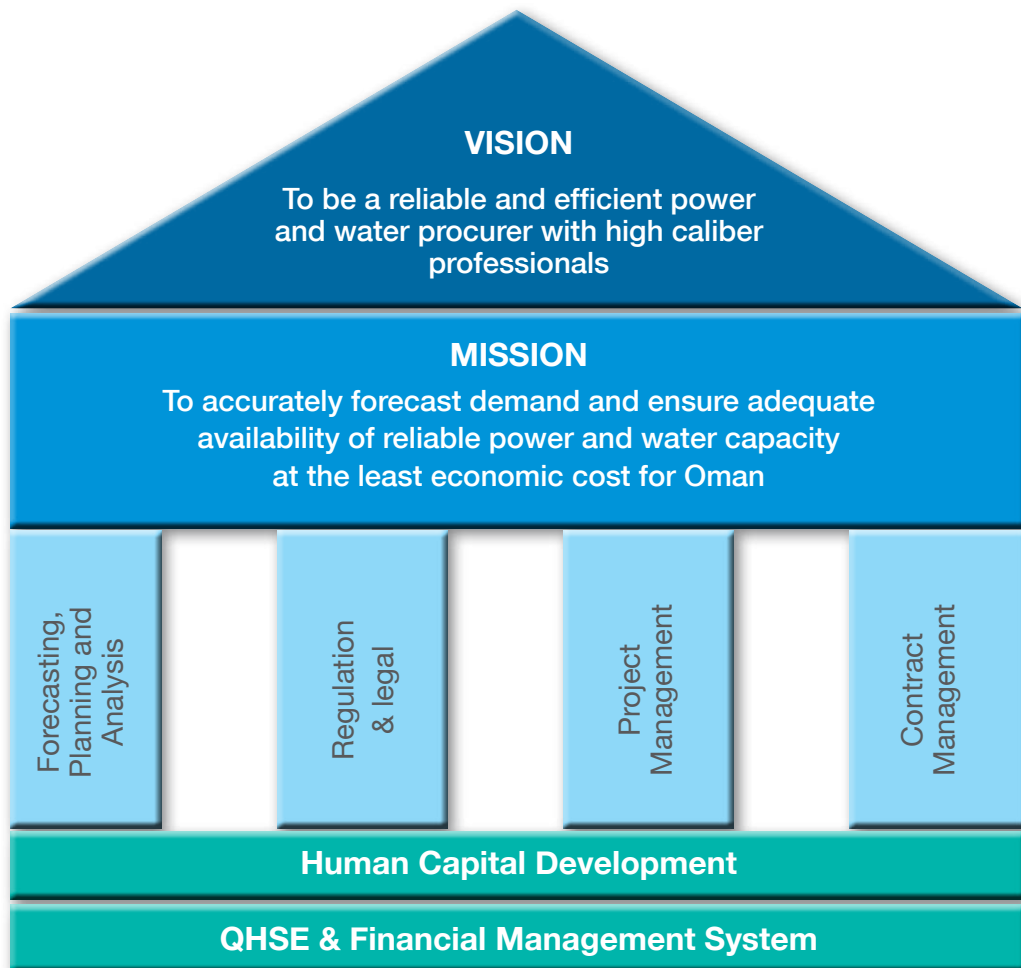 VISION
To be a reliable and efficient power
and water procurer with high caliber
professionals
MISSION
To accurately forecast demand and ensure adequate
availability of reliable power and water capacity
at the least economic cost for Oman
Forecasting,
Planning and
Analysis
Regulation
& legal
Project
Management
Contract
Management
Human Capital Development
QHSE & Financial Management System